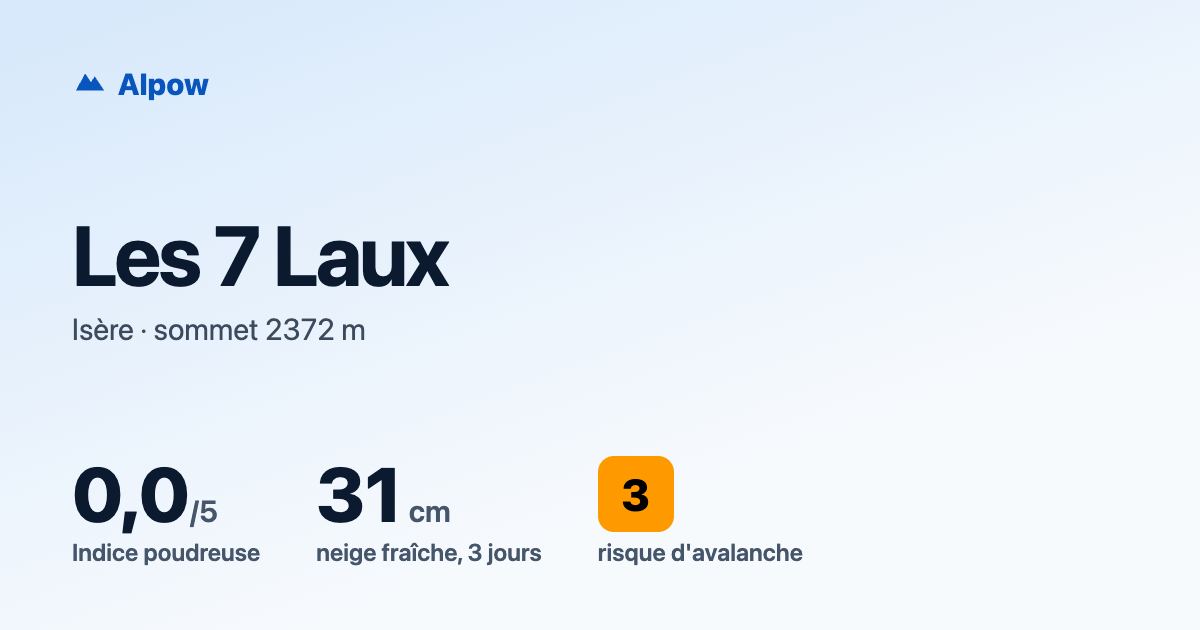 Alpow
Les 7 Laux
Isère · sommet 2372 m
0,0/5
Indice poudreuse
31 cm
neige fraîche, 3 jours
3
risque d'avalanche